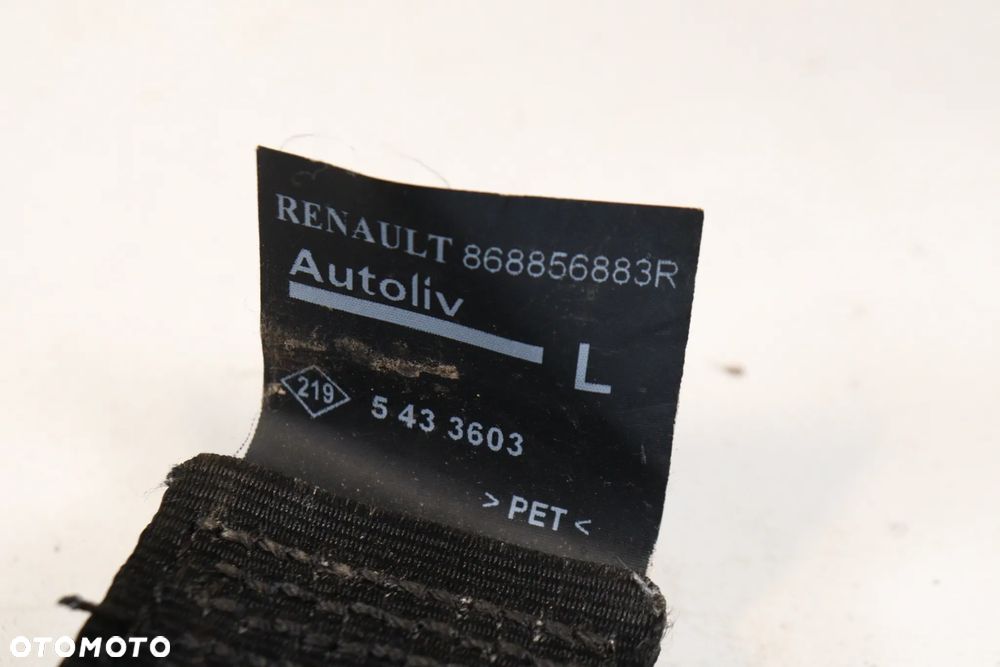 RENAULT 868856883R
Autoliv
L
219 5 43 3603
> PET <
OTOMOTO